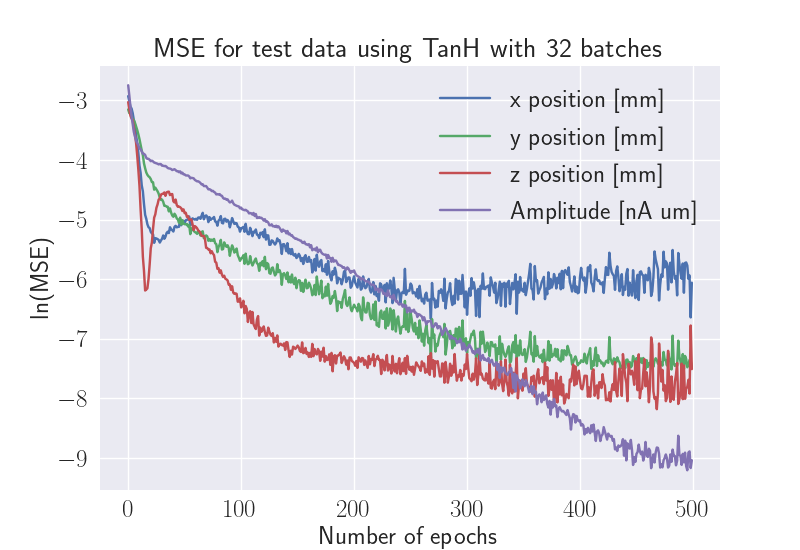 MSE for test data using TanH with 32 batches
x position [mm]
y position [mm]
z position [mm]
Amplitude [nA um]
ln(MSE)
−3
−4
−5
−6
−7
−8
−9
0 100 200 300 400 500
Number of epochs